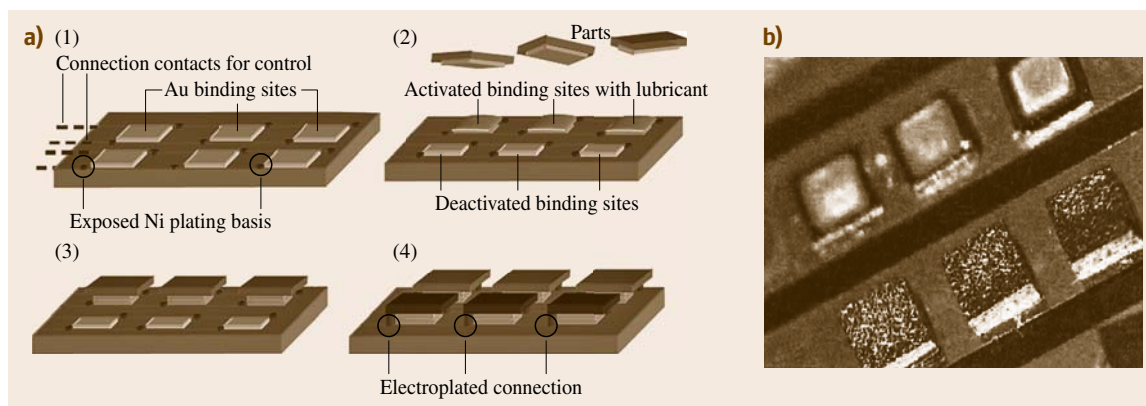 a)
(1)
Connection contacts for control
Au binding sites
Exposed Ni plating basis
(2)
Parts
Activated binding sites with lubricant
Deactivated binding sites
(3)
(4)
Electroplated connection
b)